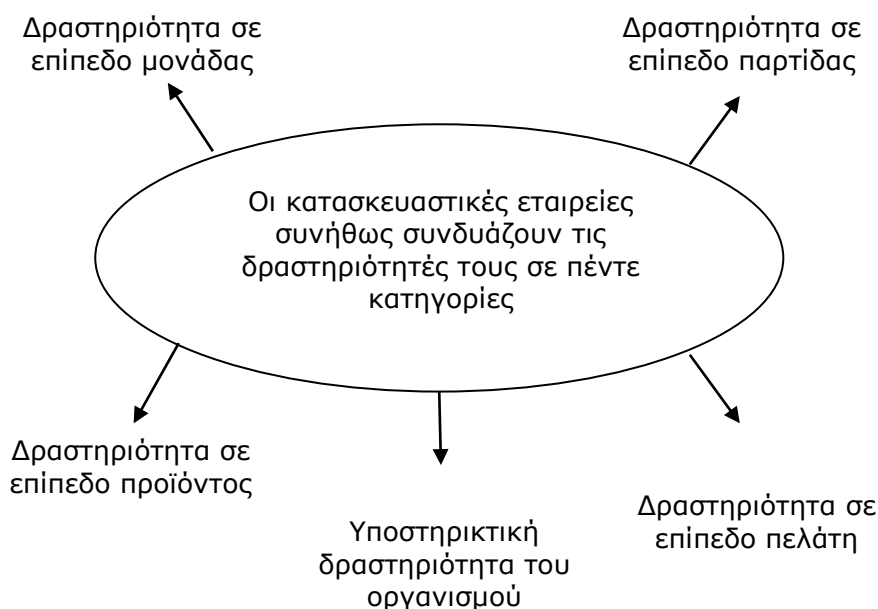 Δραστηριότητα σε
επίπεδο μονάδας
Δραστηριότητα σε
επίπεδο παρτίδας
Οι κατασκευαστικές εταιρείες
συνήθως συνδυάζουν τις
δραστηριότητές τους σε πέντε
κατηγορίες
Δραστηριότητα σε
επίπεδο προϊόντος
Υποστηρικτική
δραστηριότητα του
οργανισμού
Δραστηριότητα σε
επίπεδο πελάτη